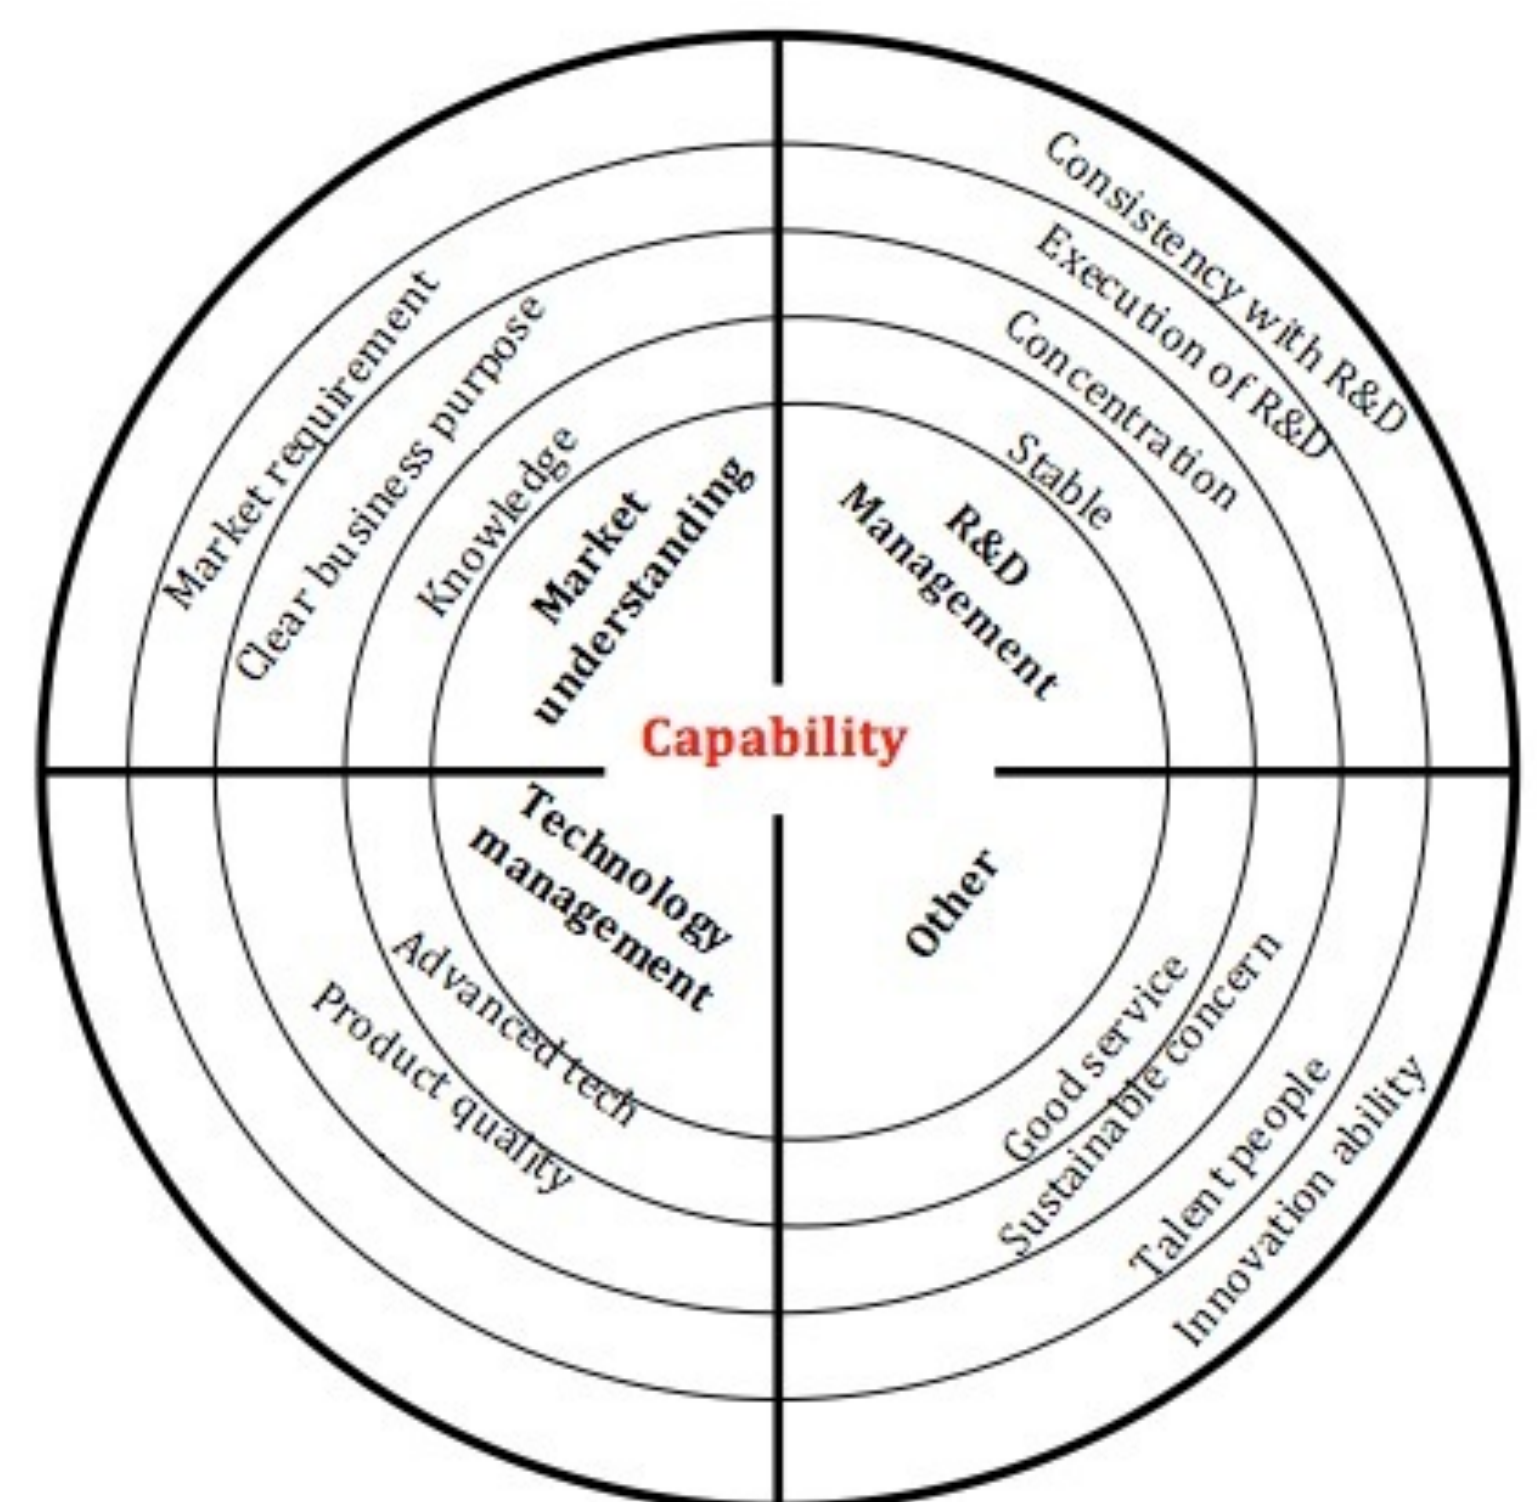 Market requirement
Clear business purpose
Knowledge
Market
understanding
Consistency with R&D
Execution of R&D
Concentration
Stable
R&D
Management
Capability
Technology
management
Advanced tech
Product quality
Other
Good service
Sustainable concern
Talent people
Innovation ability